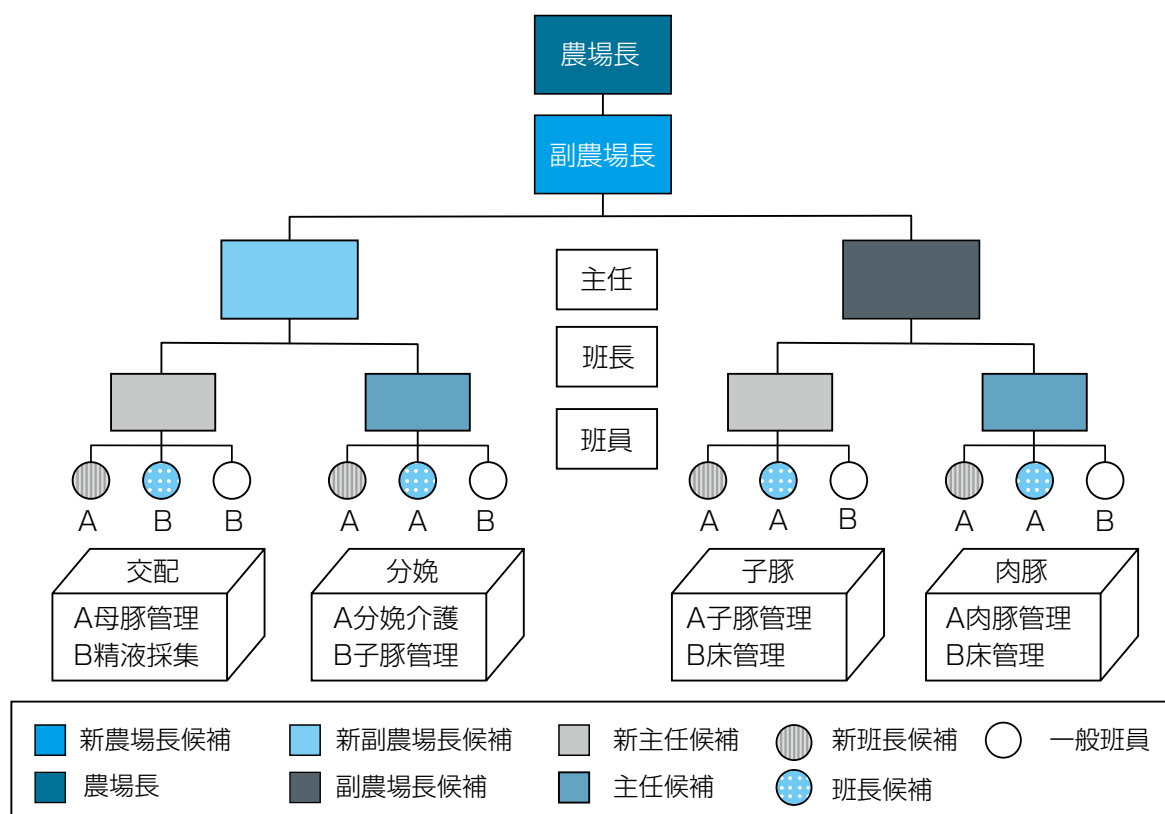 農場長
副農場長
主任
班長
班員
A B B
A A B
A A B
A A B
交配
A母豚管理
B精液採集
分娩
A分娩介護
B子豚管理
子豚
A子豚管理
B床管理
肉豚
A肉豚管理
B床管理
新農場長候補
新副農場長候補
新主任候補
新班長候補
一般班員
農場長
副農場長候補
主任候補
班長候補